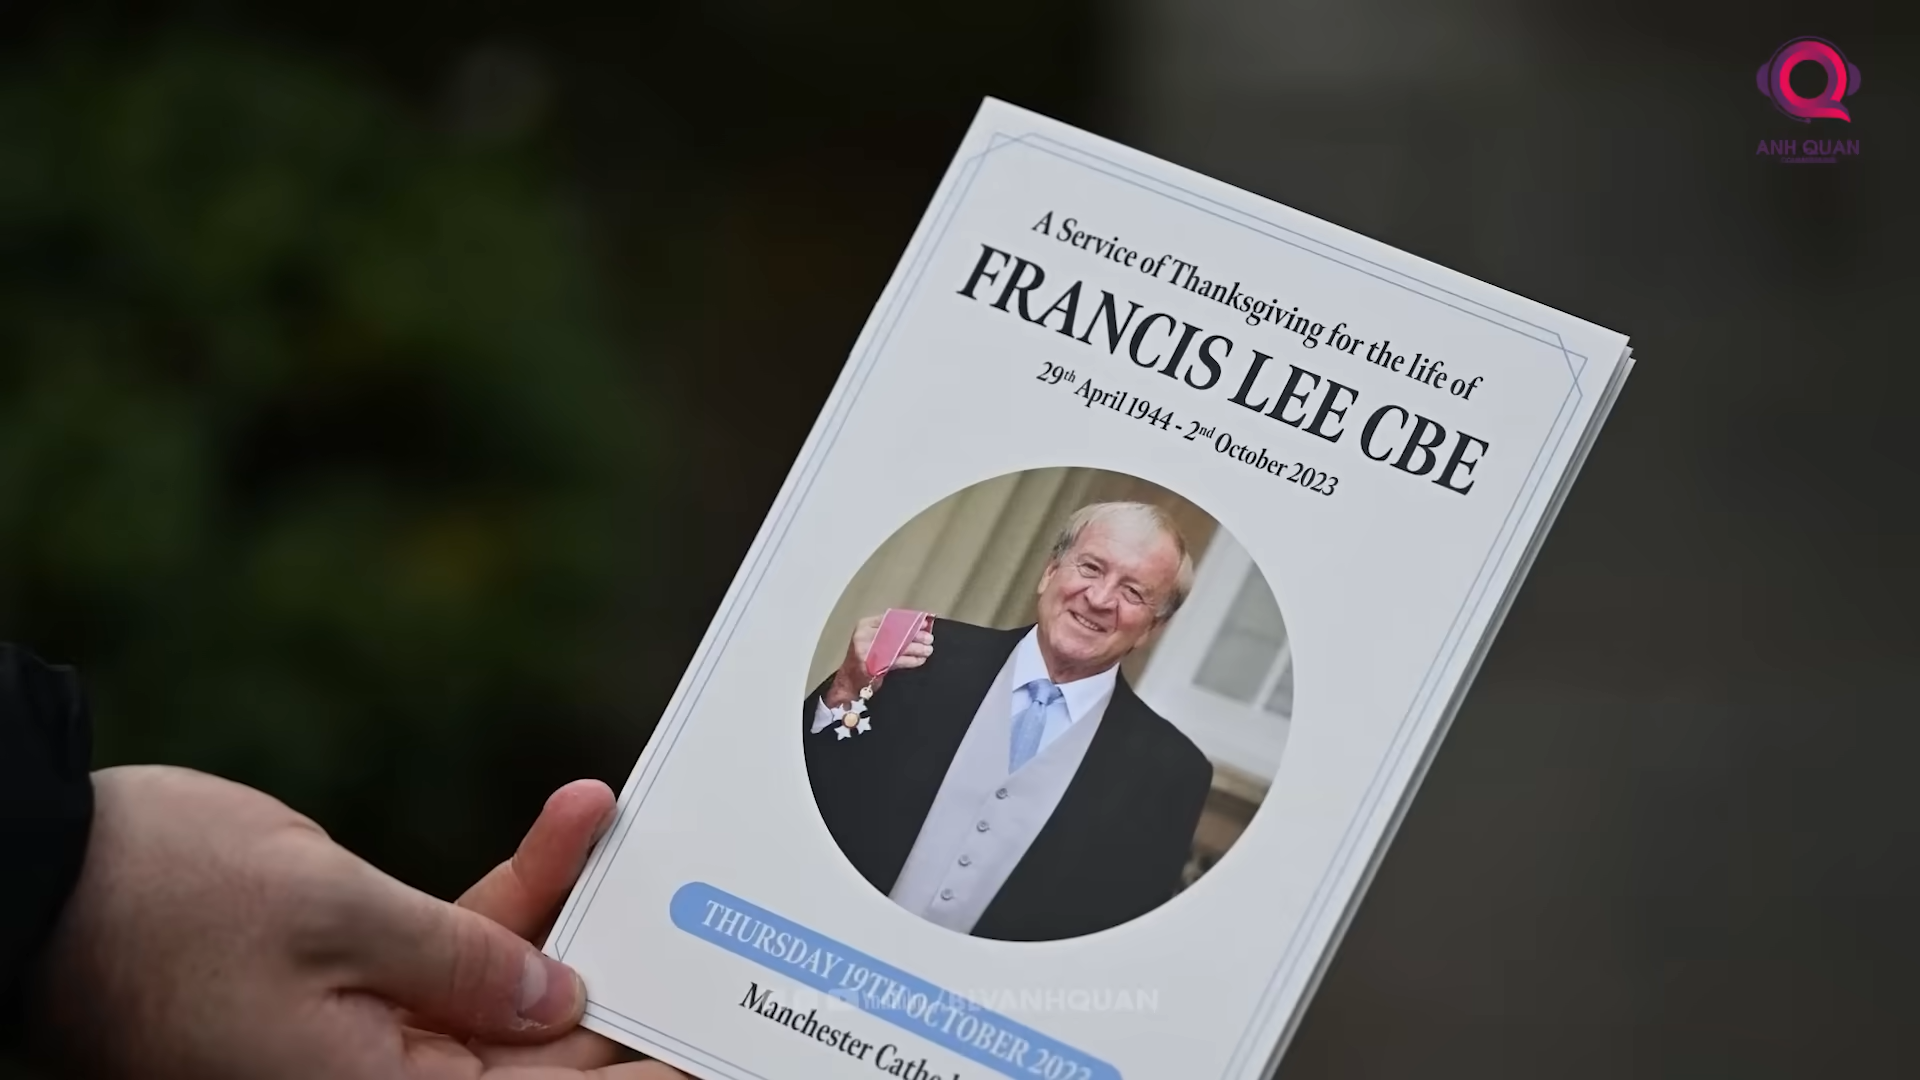 ANH QUAN
A Service of Thanksgiving for the life of
FRANCIS LEE CBE
29th April 1944 - 2nd October 2023
THURSDAY 19TH OCTOBER 2023
/BLVANHQUAN
Manchester